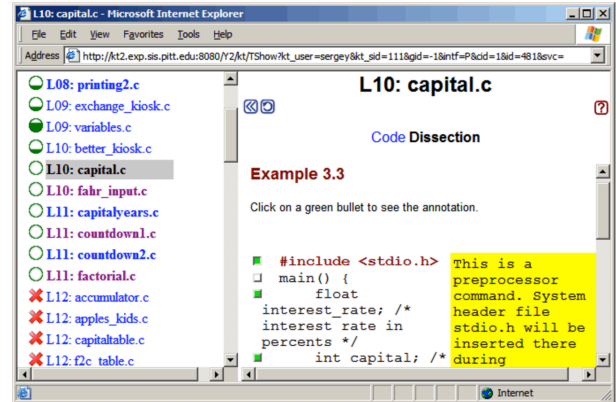 L10: capital.c - Microsoft Internet Explorer
File Edit View Favorites Tools Help
Address http://kt2.exp.sis.pitt.edu:8080/Y2/kt/TShow?kt_user=sergey&kt_sid=111&gid=-1&intf=P&cid=1&id=481&svc=
L08: printing2.c
L09: exchange_kiosk.c
L09: variables.c
L10: better_kiosk.c
L10: capital.c
L10: fahr_input.c
L11: capitalyears.c
L11: countdown1.c
L11: countdown2.c
L11: factorial.c
L12: accumulator.c
L12: apples_kids.c
L12: capitaltable.c
L12: f2c_table.c
L10: capital.c
?
Code Dissection
Example 3.3
Click on a green bullet to see the annotation.
#include <stdio.h>
main() {
float
interest_rate; /*
interest rate in
percents */
int capital; /*
This is a
preprocessor
command. System
header file
stdio.h will be
inserted there
during
Internet